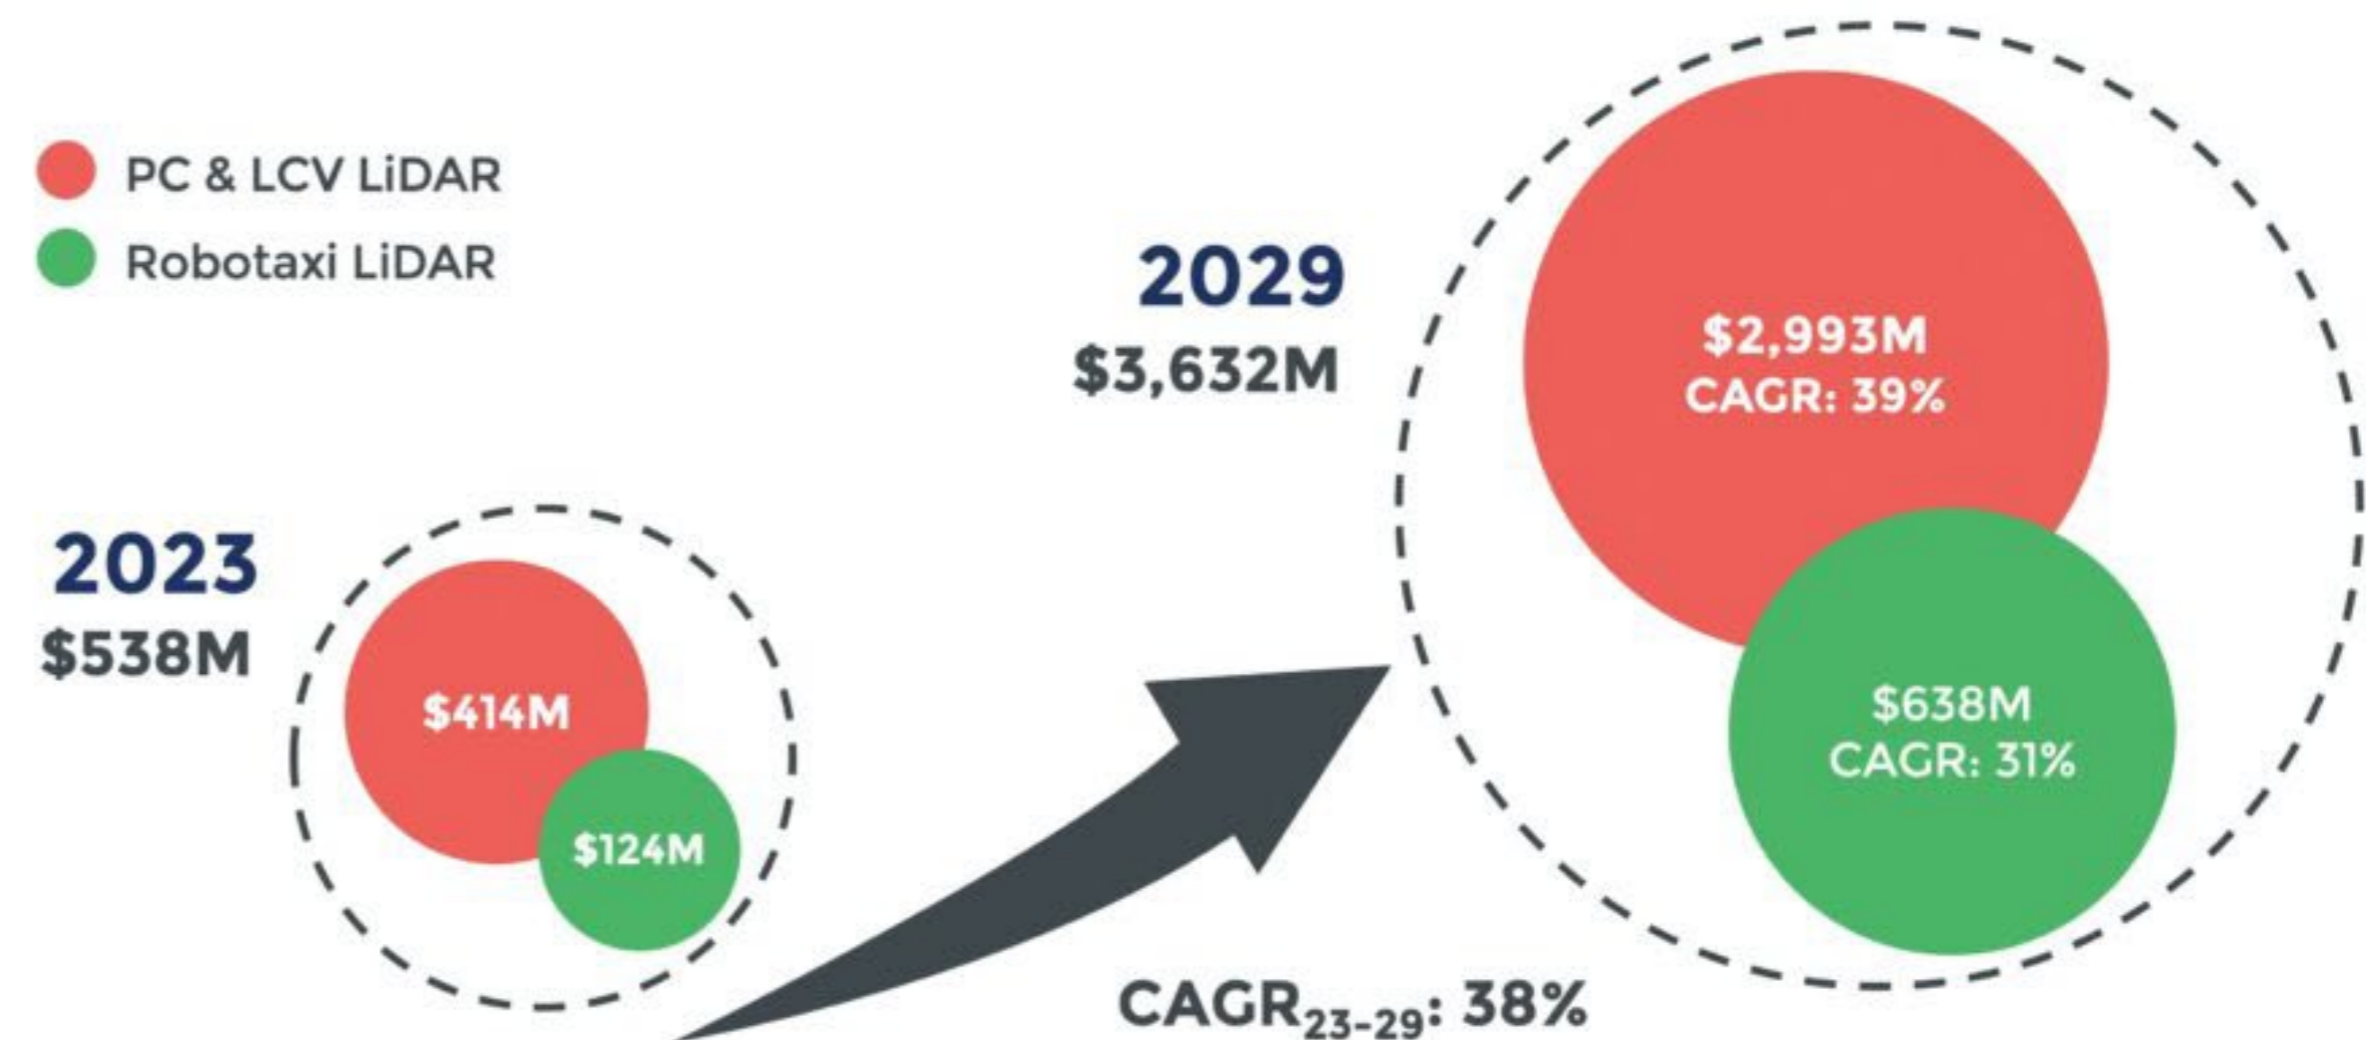 PC & LCV LiDAR
Robotaxi LiDAR
2023
$538M
$414M
$124M
2029
$3,632M
$2,993M
CAGR: 39%
$638M
CAGR: 31%
CAGR23-29: 38%